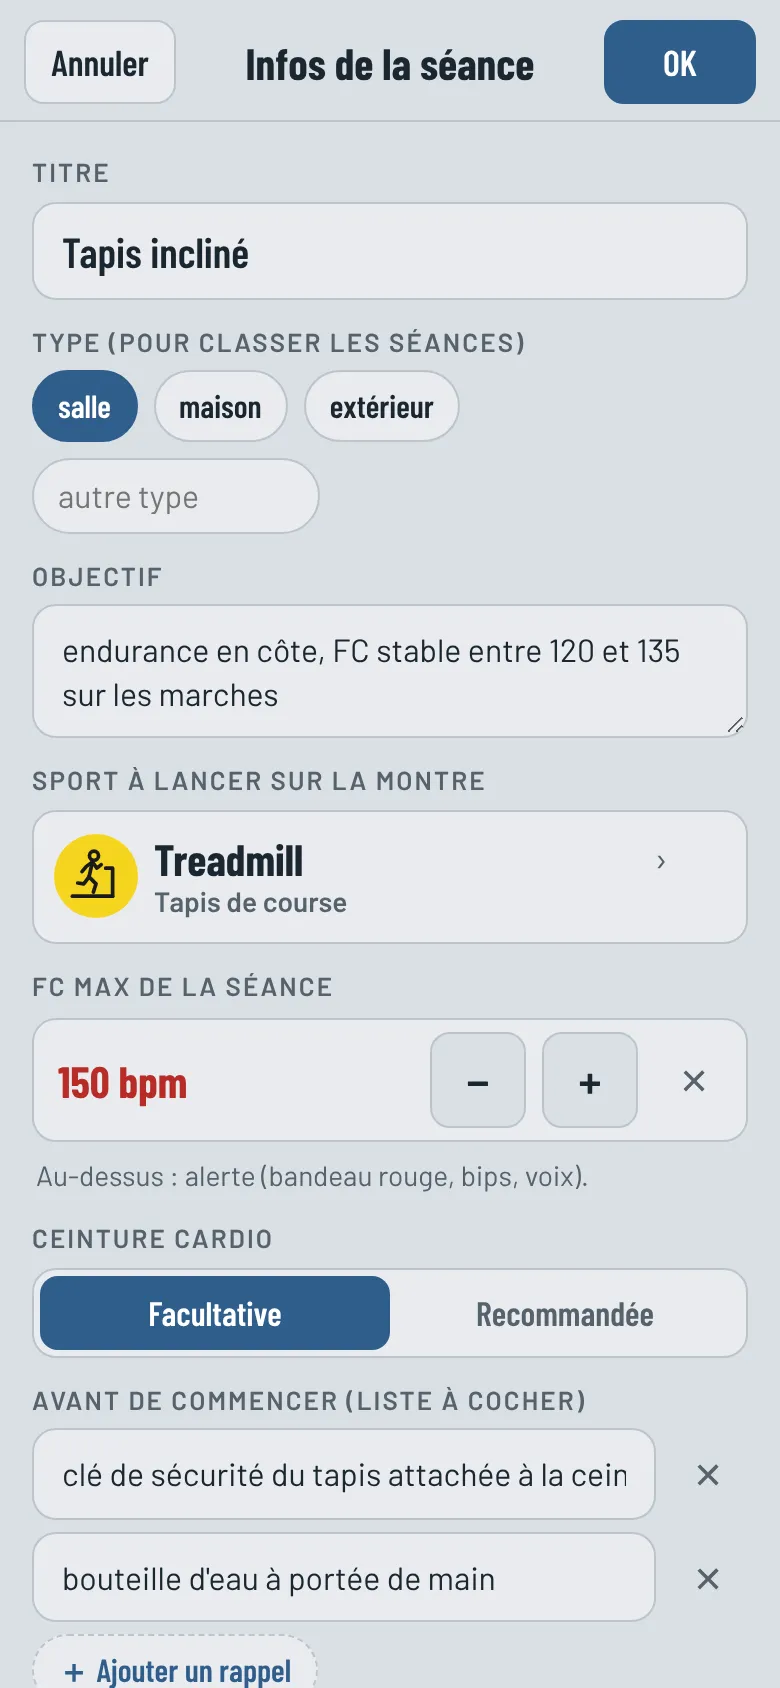 Annuler
Infos de la séance
OK
TITRE
Tapis incliné
TYPE (POUR CLASSER LES SÉANCES)
salle
maison
extérieur
autre type
OBJECTIF
endurance en côte, FC stable entre 120 et 135
sur les marches
SPORT À LANCER SUR LA MONTRE
Treadmill
Tapis de course
FC MAX DE LA SÉANCE
150 bpm
Au-dessus : alerte (bandeau rouge, bips, voix).
CEINTURE CARDIO
Facultative
Recommandée
AVANT DE COMMENCER (LISTE À COCHER)
clé de sécurité du tapis attachée à la cein
bouteille d'eau à portée de main
+ Ajouter un rappel